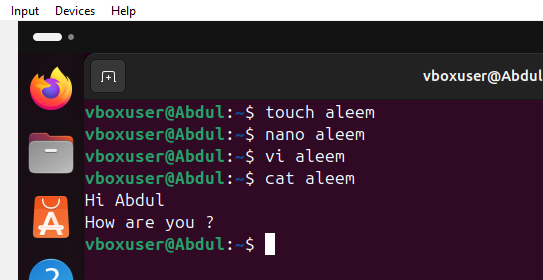 Input Devices Help
vboxuser@Abdul
vboxuser@Abdul:~$ touch aleem
vboxuser@Abdul:~$ nano aleem
vboxuser@Abdul:~$ vi aleem
vboxuser@Abdul:~$ cat aleem
Hi Abdul
How are you ?
vboxuser@Abdul:~$